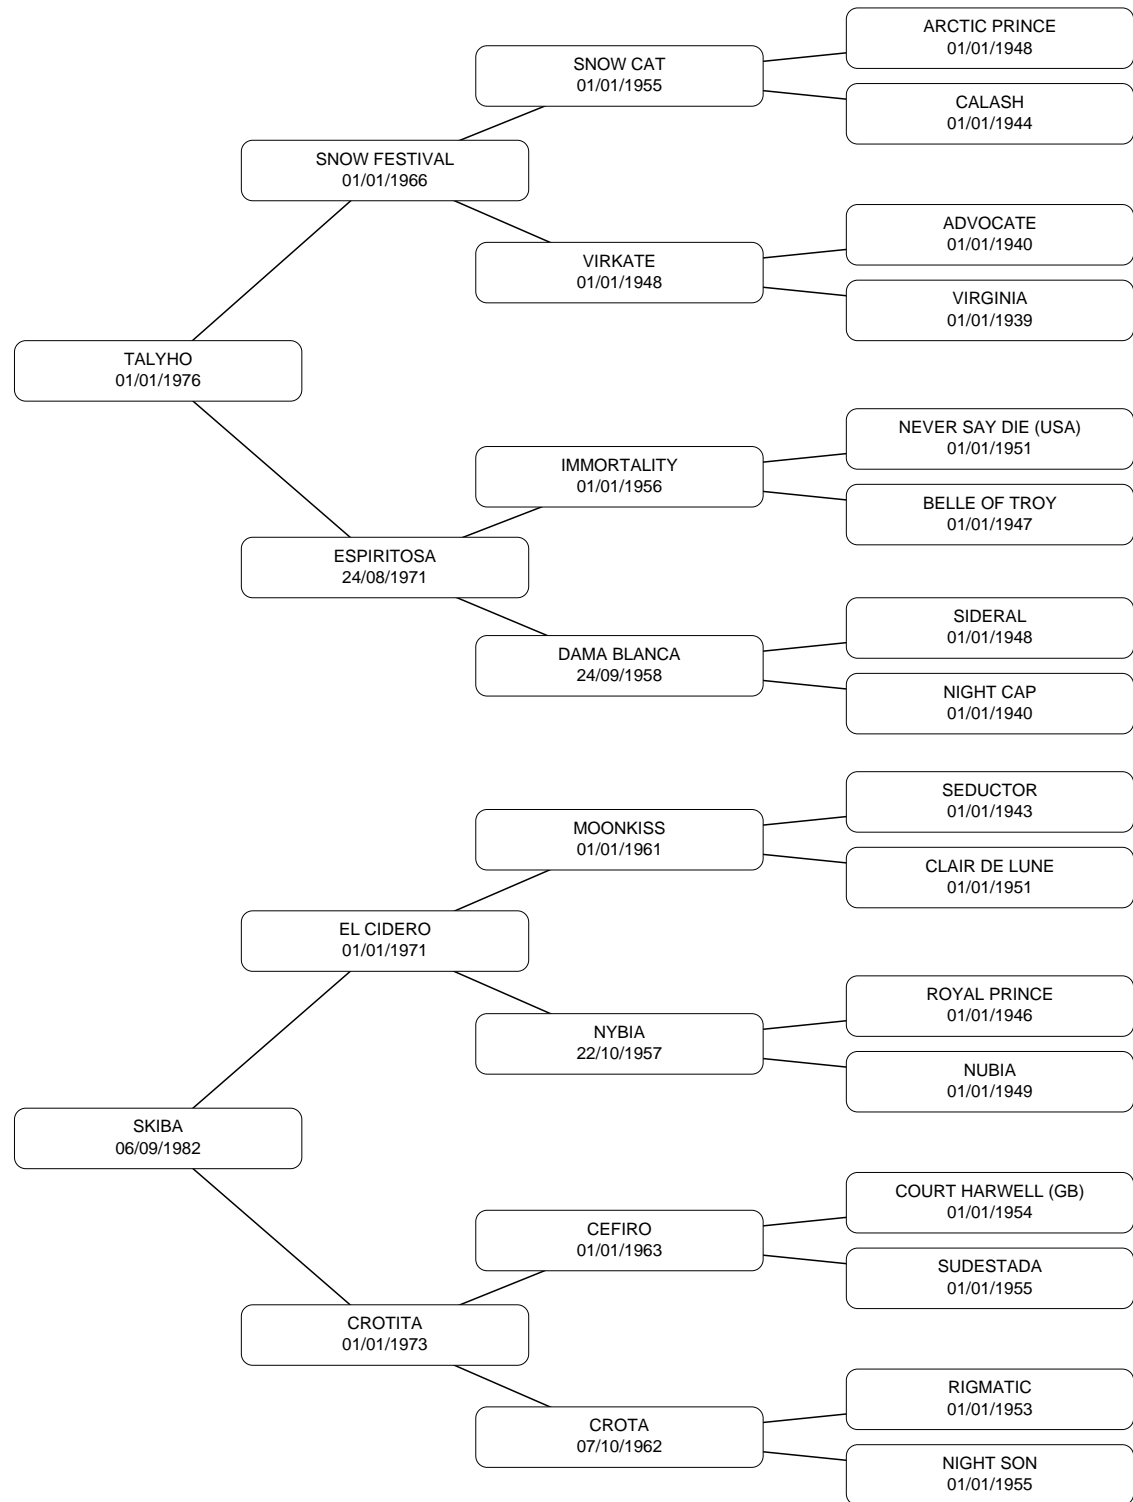 ARCTIC PRINCE
01/01/1948
SNOW CAT
01/01/1955
CALASH
01/01/1944
SNOW FESTIVAL
01/01/1966
ADVOCATE
01/01/1940
VIRKATE
01/01/1948
VIRGINIA
01/01/1939
TALYHO
01/01/1976
NEVER SAY DIE (USA)
01/01/1951
IMMORTALITY
01/01/1956
BELLE OF TROY
01/01/1947
ESPIRITOSA
24/08/1971
SIDERAL
01/01/1948
DAMA BLANCA
24/09/1958
NIGHT CAP
01/01/1940
SEDUCTOR
01/01/1943
MOONKISS
01/01/1961
CLAIR DE LUNE
01/01/1951
EL CIDERO
01/01/1971
ROYAL PRINCE
01/01/1946
NYBIA
22/10/1957
NUBIA
01/01/1949
SKIBA
06/09/1982
COURT HARWELL (GB)
01/01/1954
CEFIRO
01/01/1963
SUDESTADA
01/01/1955
CROTITA
01/01/1973
RIGMATIC
01/01/1953
CROTA
07/10/1962
NIGHT SON
01/01/1955